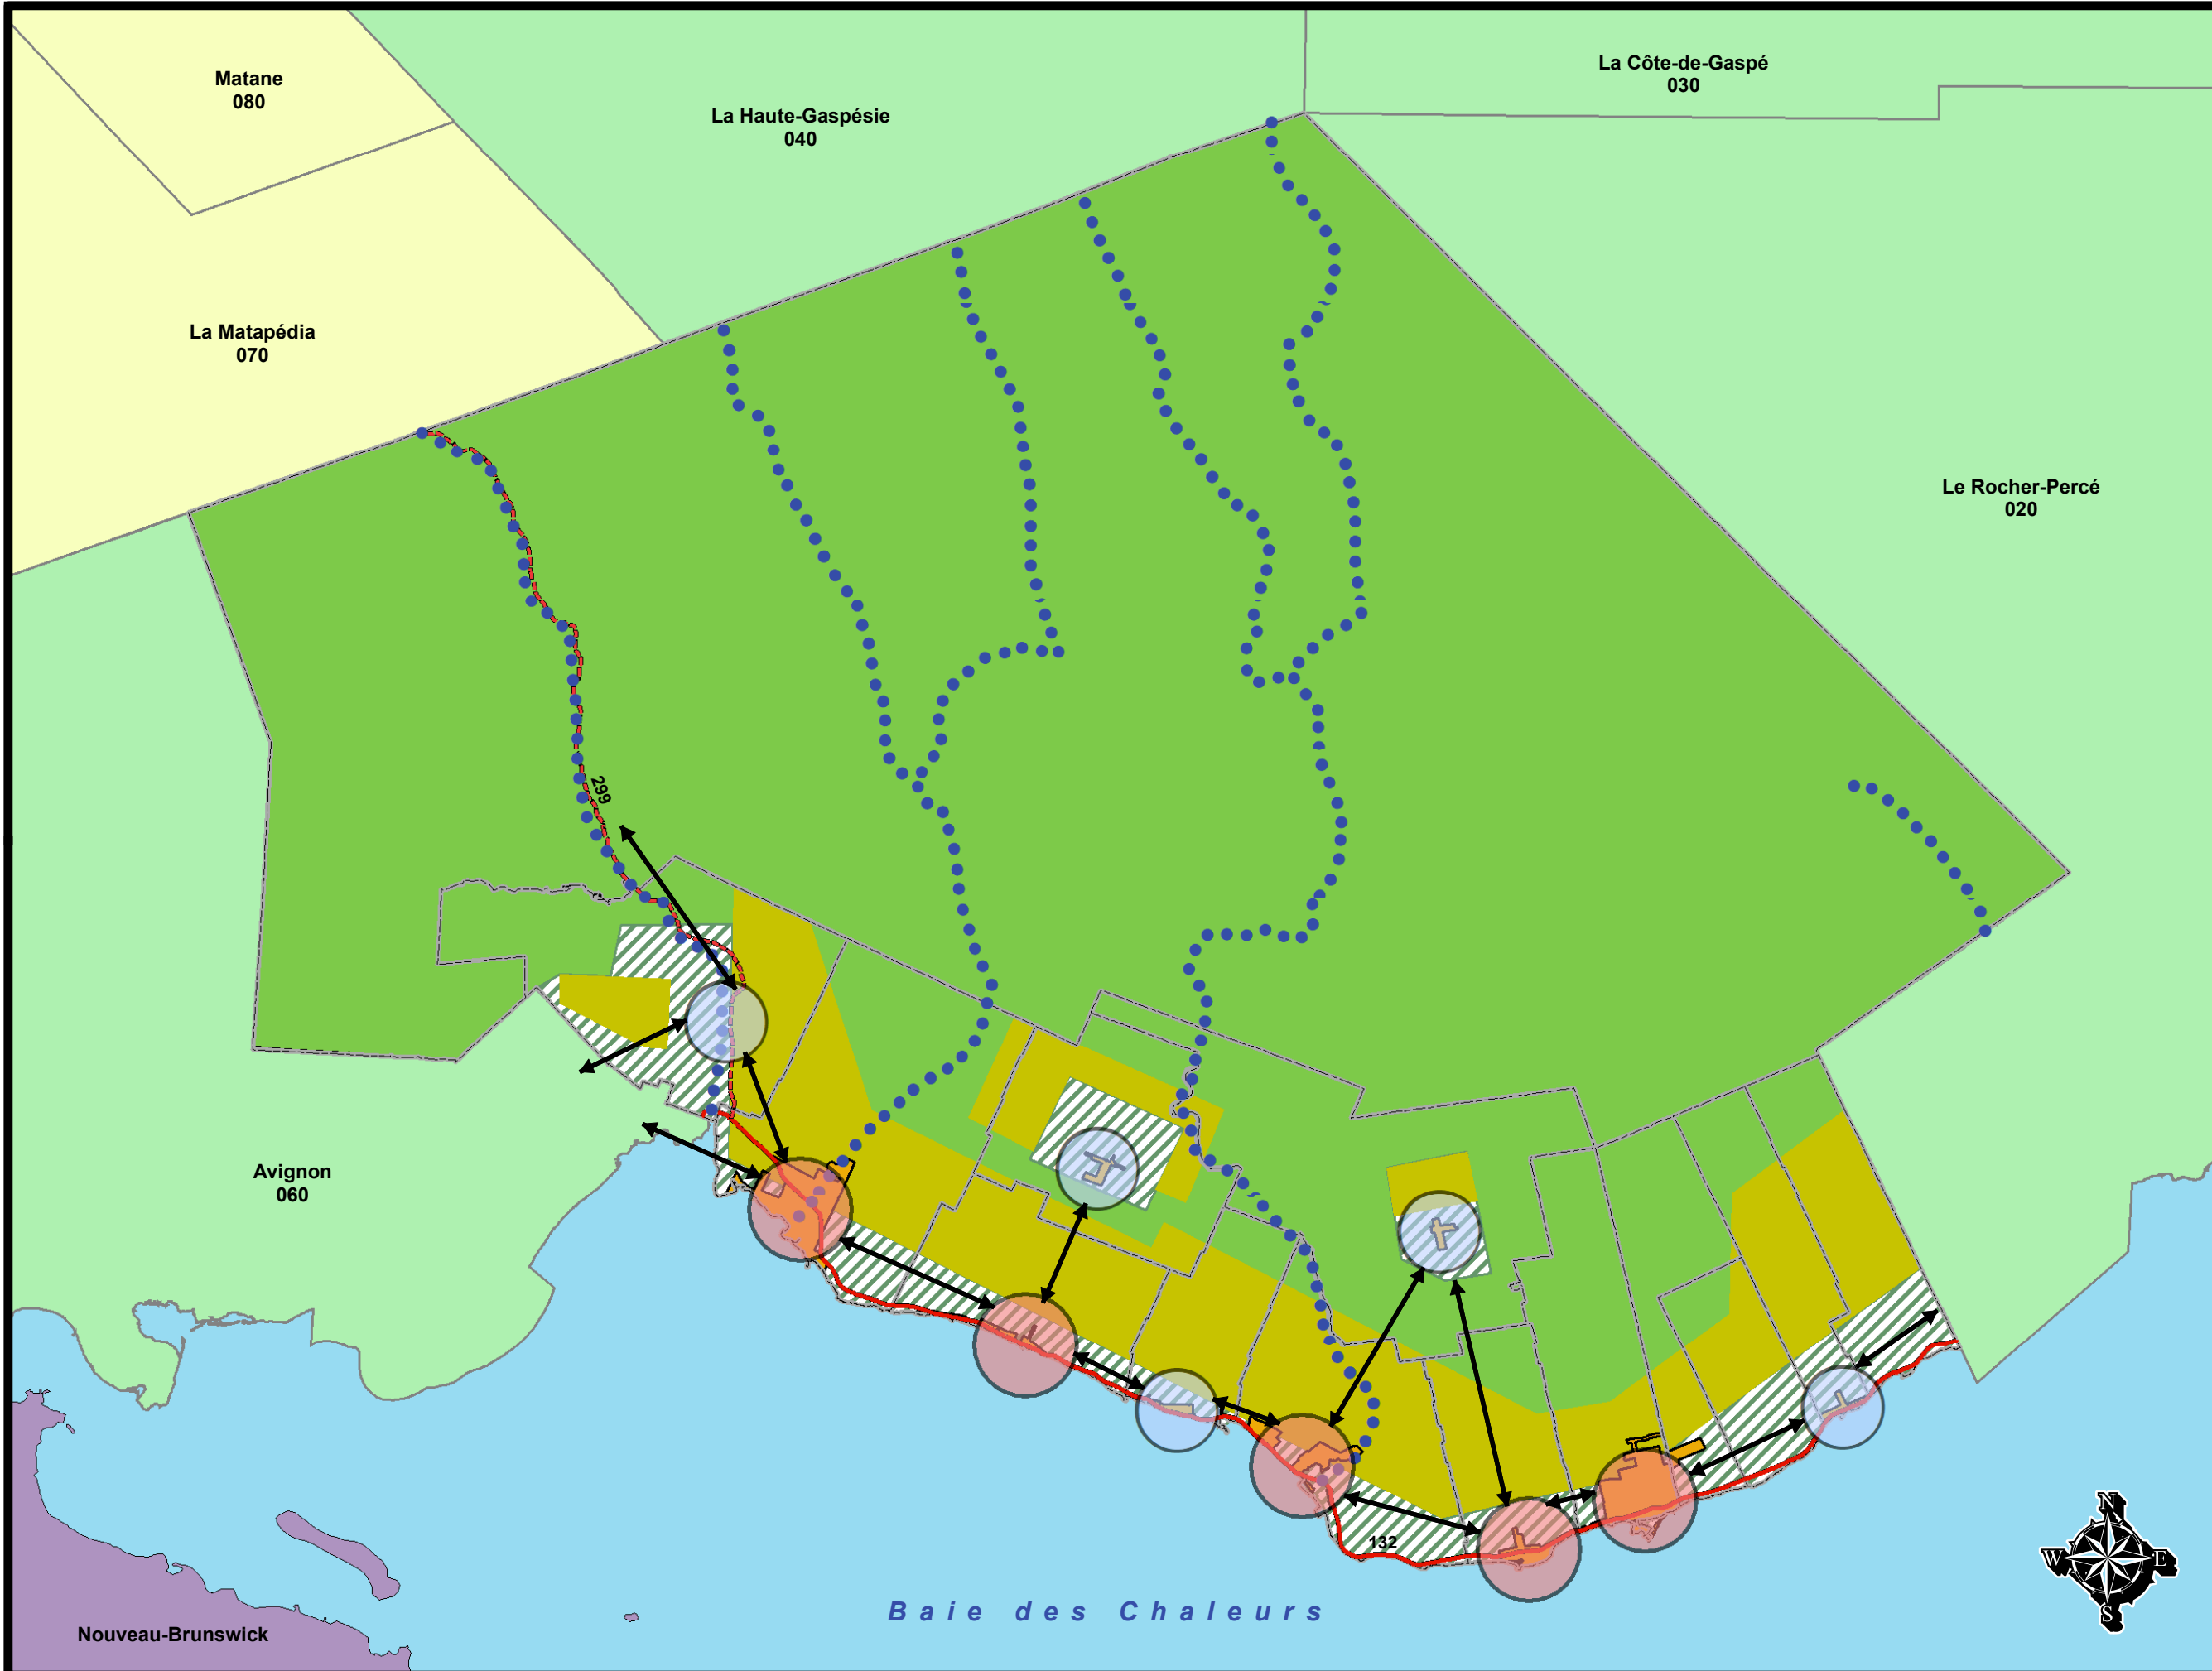 Matane
080
La Haute-Gaspésie
040
La Côte-de-Gaspé
030
La Matapédia
070
Le Rocher-Percé
020
299
Avignon
060
132
Baie des Chaleurs
Nouveau-Brunswick
N
W
E
S